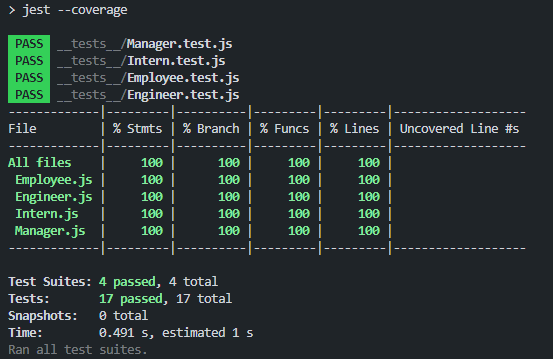 > jest --coverage
PASS __tests__/Manager.test.js
PASS __tests__/Intern.test.js
PASS __tests__/Employee.test.js
PASS __tests__/Engineer.test.js
-------------|---------|----------|---------|---------|-------------------
File         | % Stmts | % Branch | % Funcs | % Lines | Uncovered Line #s
-------------|---------|----------|---------|---------|-------------------
All files    |     100 |      100 |     100 |     100 |
 Employee.js |     100 |      100 |     100 |     100 |
 Engineer.js |     100 |      100 |     100 |     100 |
 Intern.js   |     100 |      100 |     100 |     100 |
 Manager.js  |     100 |      100 |     100 |     100 |
-------------|---------|----------|---------|---------|-------------------
Test Suites: 4 passed, 4 total
Tests:       17 passed, 17 total
Snapshots:   0 total
Time:        0.491 s, estimated 1 s
Ran all test suites.